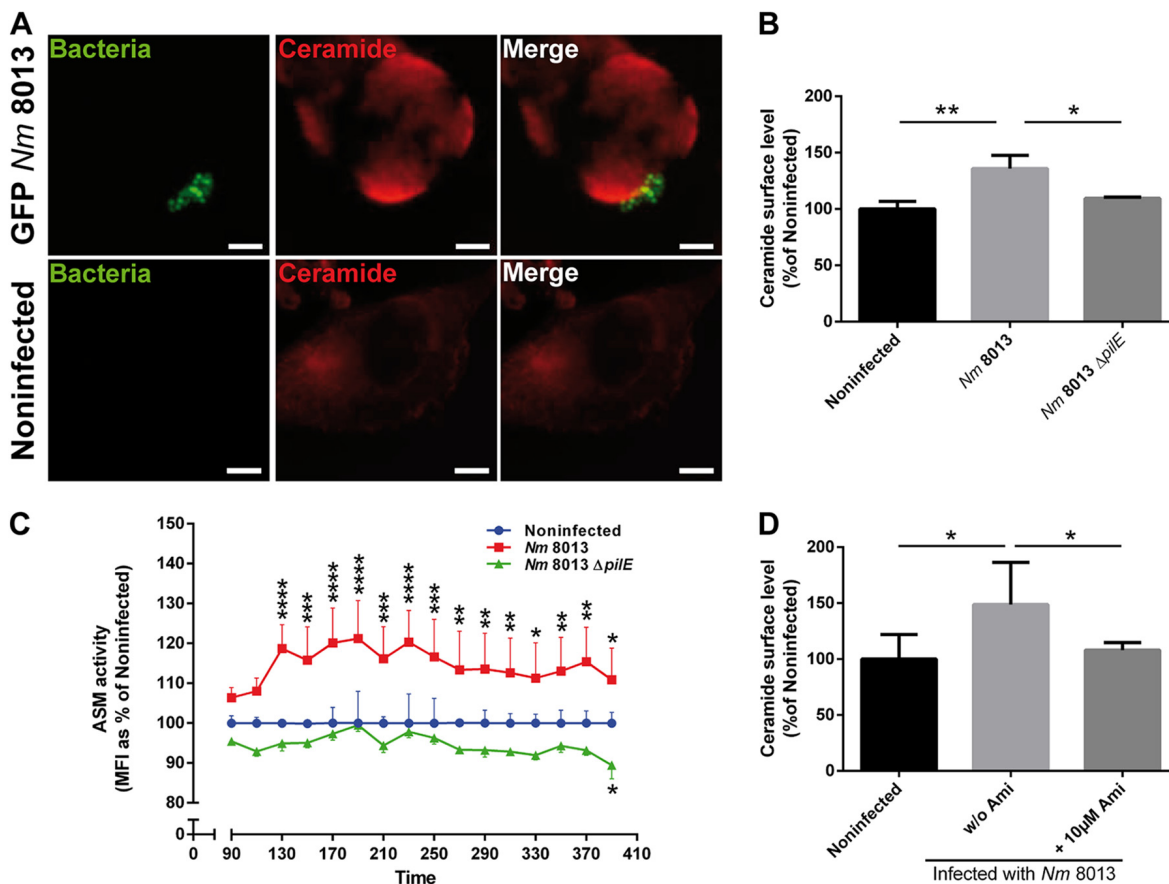 A
GFP Nm 8013
Bacteria
Ceramide
Merge
Noninfected
Bacteria
Ceramide
Merge
B
Ceramide surface level
(%of Noninfected)
200
150
100
50
0
**
*
Noninfected
Nm 8013
Nm 8013 ΔpilE
C
ASM activity
(MFI as % of Noninfected)
150
140
130
120
110
100
90
80
0
Noninfected
Nm 8013
Nm 8013 ΔpilE
**** *** **** **** *** **** *** ** ** ** * ** ** *
*
0 90 130 170 210 250 290 330 370 410
Time
D
Ceramide surface level
(%of Noninfected)
200
150
100
50
0
*
*
Noninfected
w/o Ami
+ 10µM Ami
Infected with Nm 8013